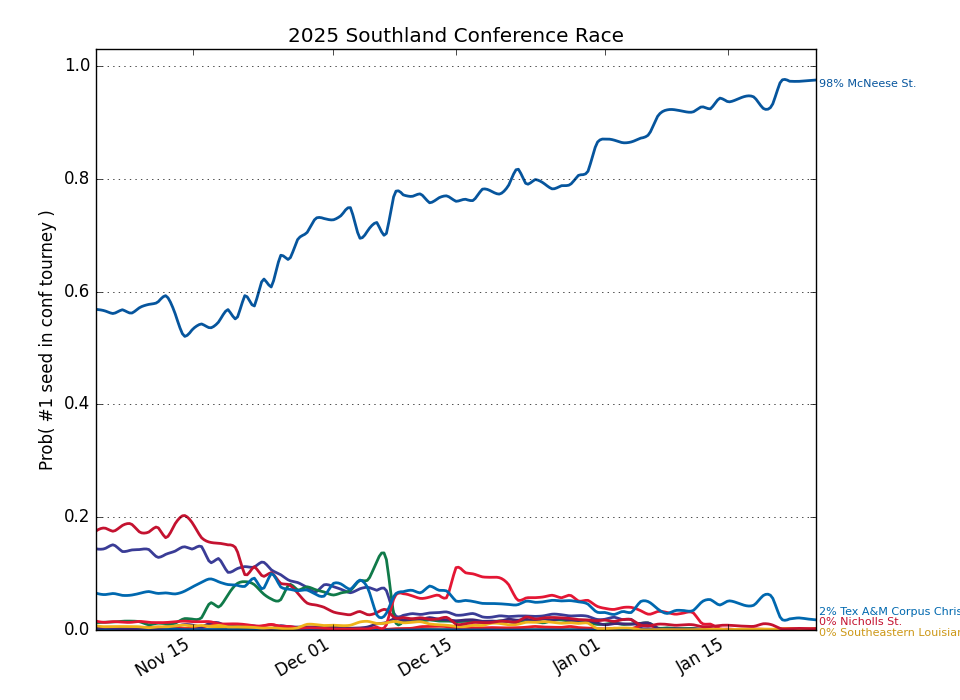 2025 Southland Conference Race
Prob( #1 seed in conf tourney )
1.0
0.8
0.6
0.4
0.2
0.0
Nov 15
Dec 01
Dec 15
Jan 01
Jan 15
98% McNeese St.
2% Tex A&M Corpus Chris
0% Nicholls St.
0% Southeastern Louisian